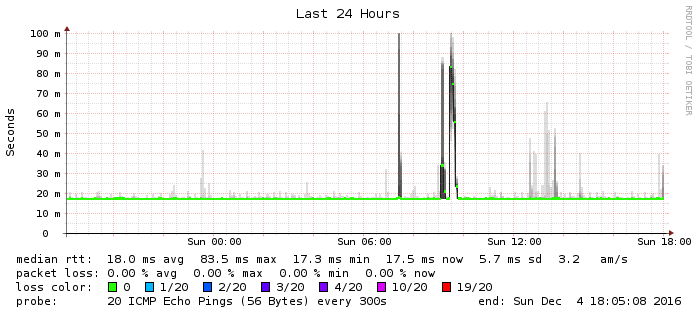 Last 24 Hours
RRDTOOL / TOBI OETIKER
Seconds
100 m
90 m
80 m
70 m
60 m
50 m
40 m
30 m
20 m
10 m
0
Sun 00:00 Sun 06:00 Sun 12:00 Sun 18:00
median rtt: 18.0 ms avg 83.5 ms max 17.3 ms min 17.5 ms now 5.7 ms sd 3.2 am/s
packet loss: 0.00 % avg 0.00 % max 0.00 % min 0.00 % now
loss color: 0 1/20 2/20 3/20 4/20 10/20 19/20
probe: 20 ICMP Echo Pings (56 Bytes) every 300s end: Sun Dec 4 18:05:08 2016